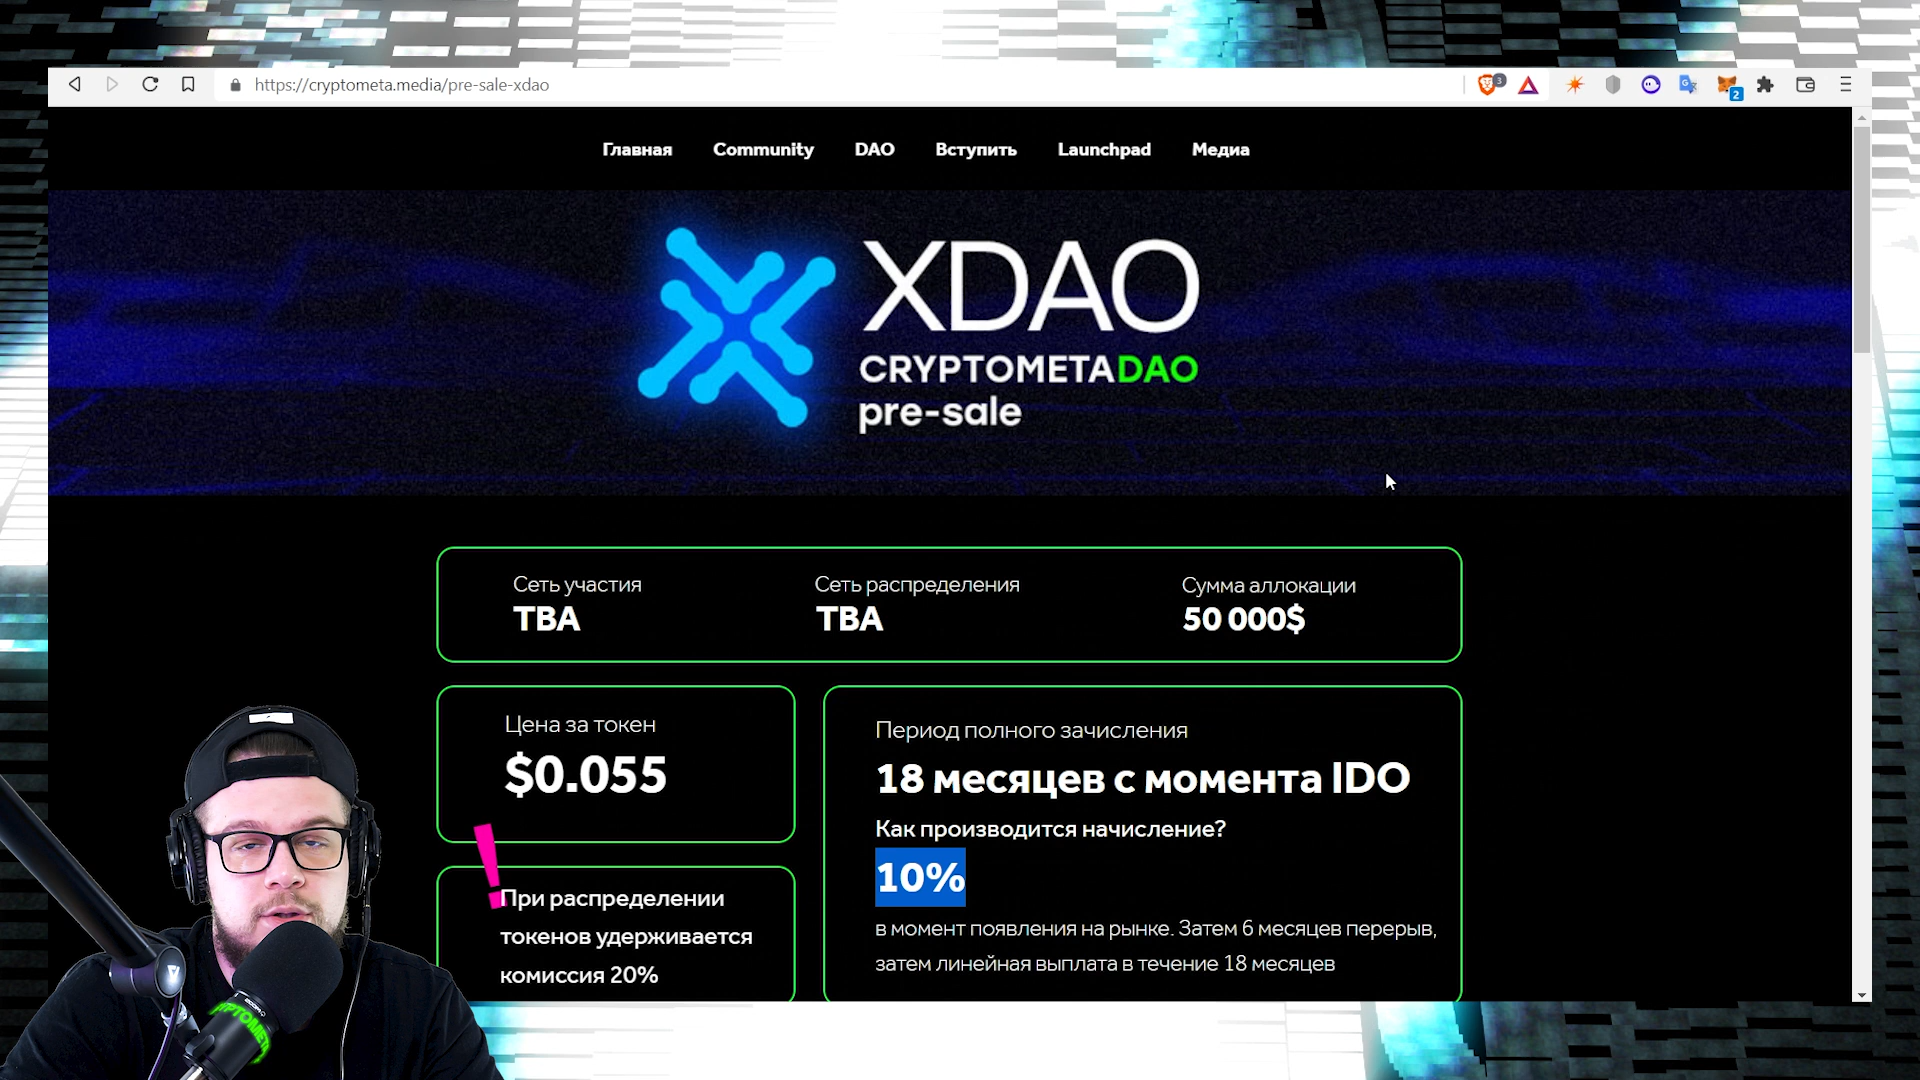 https://cryptometa.media/pre-sale-xdao
3
2
Главная Community DAO Вступить Launchpad Медиа
XDAO
CRYPTOMETADAO
pre-sale
Сеть участия
TBA
Сеть распределения
TBA
Сумма аллокации
50 000$
Цена за токен
$0.055
!
При распределении
токенов удерживается
комиссия 20%
Период полного зачисления
18 месяцев с момента IDO
Как производится начисление?
10%
в момент появления на рынке. Затем 6 месяцев перерыв,
затем линейная выплата в течение 18 месяцев
CRYPTOMETA